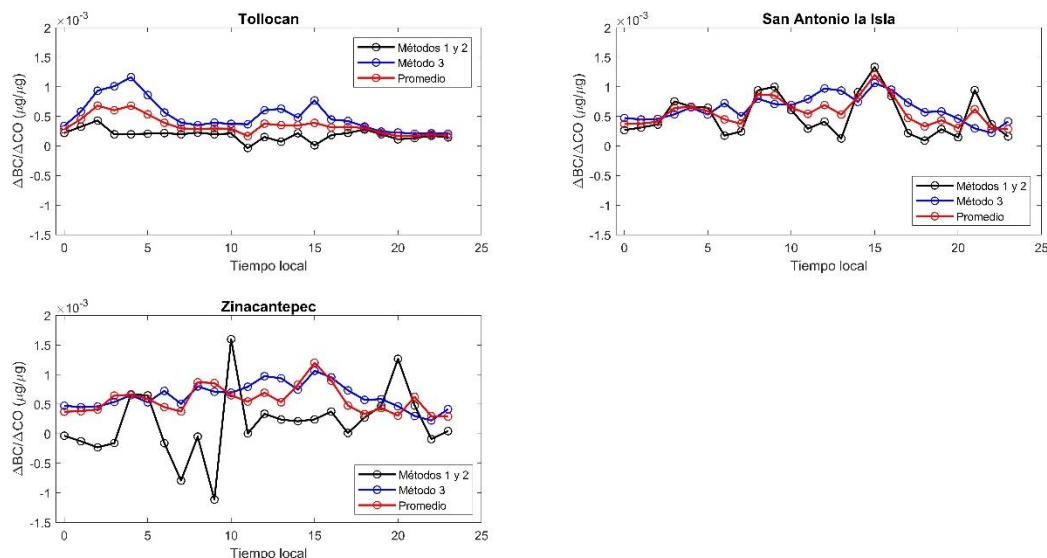 Tollocan
×10⁻³
2
1.5
1
0.5
0
-0.5
-1
-1.5
ΔBC/ΔCO (μg/μg)
0 5 10 15 20 25
Tiempo local
Métodos 1 y 2
Método 3
Promedio
San Antonio la Isla
×10⁻³
2
1.5
1
0.5
0
-0.5
-1
-1.5
ΔBC/ΔCO (μg/μg)
0 5 10 15 20 25
Tiempo local
Métodos 1 y 2
Método 3
Promedio
Zinacantepec
×10⁻³
2
1.5
1
0.5
0
-0.5
-1
-1.5
ΔBC/ΔCO (μg/μg)
0 5 10 15 20 25
Tiempo local
Métodos 1 y 2
Método 3
Promedio